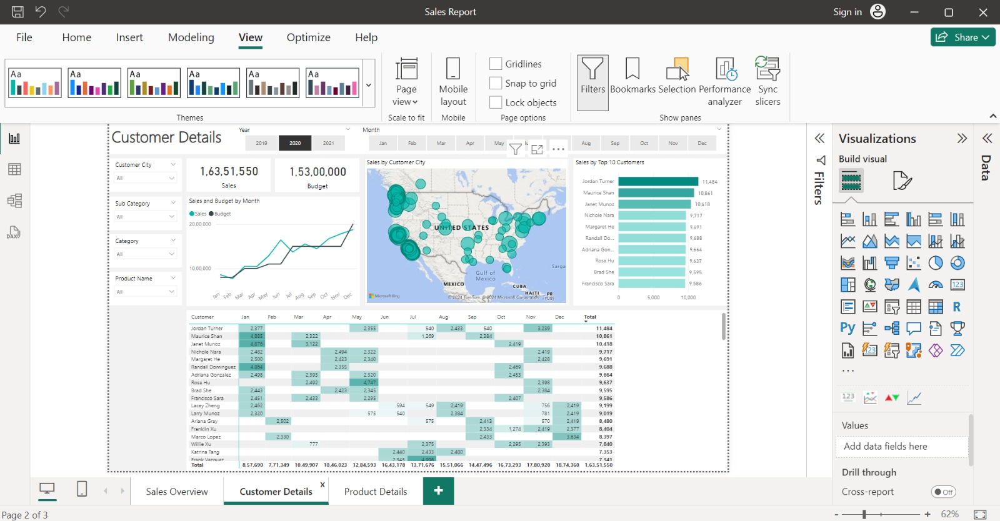 Sales Report
Sign in
File Home Insert Modeling View Optimize Help
Share
Aa Aa Aa Aa Aa Aa
Themes
Page view
Scale to fit
Mobile layout
Mobile
Gridlines
Snap to grid
Lock objects
Page options
Filters
Bookmarks
Selection
Performance analyzer
Sync slicers
Show panes
Customer Details
Year
2019 2020 2021
Month
Jan Feb Mar Apr May Aug Sep Oct Nov Dec
Customer City
All
Sub Category
All
Category
All
Product Name
All
1,63,51,550
Sales
1,53,00,000
Budget
Sales and Budget by Month
Sales Budget
20,00,000
10,00,000
Jan Feb Mar Apr May Jun Jul Aug Sep Oct Nov Dec
Sales by Customer City
UNITED STATES
Gulf of
Mexico
MEXICO
CUBA
HAITI PR
Sarga
Microsoft Bing
© 2024 TomTom, © 2024 Microsoft Corporation Terms
Sales by Top 10 Customers
Jordan Turner 11,484
Maurice Shan 10,861
Janet Munoz 10,418
Nichole Nara 9,717
Margaret He 9,691
Randall Do... 9,688
Adriana Gon... 9,664
Rosa Hu 9,637
Brad She 9,595
Francisco Sara 9,586
0 5,000 10,000
Customer Jan Feb Mar Apr May Jun Jul Aug Sep Oct Nov Dec Total
Jordan Turner 2,377 2,355 540 2,433 540 3,239 11,484
Maurice Shan 4,885 2,322 1,269 2,384 10,861
Janet Munoz 4,876 3,122 2,419 10,418
Nichole Nara 2,482 2,494 2,322 2,419 9,717
Margaret He 2,500 2,423 2,340 2,428 9,691
Randall Dominguez 4,864 2,355 2,469 9,688
Adriana Gonzalez 2,498 2,393 2,320 2,453 9,664
Rosa Hu 2,492 4,747 2,398 9,637
Brad She 2,443 2,423 2,345 2,384 9,595
Francisco Sara 2,451 2,433 2,295 2,407 9,586
Lacey Zheng 2,462 594 549 2,419 756 2,419 9,199
Larry Munoz 2,320 575 540 2,384 781 2,419 9,019
Ariana Gray 2,502 575 2,413 570 2,419 8,480
Franklin Xu 2,334 1,274 2,419 2,377 8,404
Marco Lopez 2,330 2,433 3,634 8,397
Willie Xu 777 2,375 2,295 2,393 7,840
Katrina Tang 2,440 2,433 2,480 7,353
Frank Vazquez 2,345 4,996 7,341
Total 8,57,690 7,71,349 10,49,907 10,46,023 12,84,593 16,43,178 13,71,676 15,51,066 14,47,496 16,73,293 17,80,920 18,74,360 1,63,51,550
Filters
Visualizations
Build visual
123
R
Py
123
123
DAX
Values
Add data fields here
Drill through
Cross-report
Off
Data
Sales Overview
Customer Details x
Product Details
+
Page 2 of 3
- + 62%